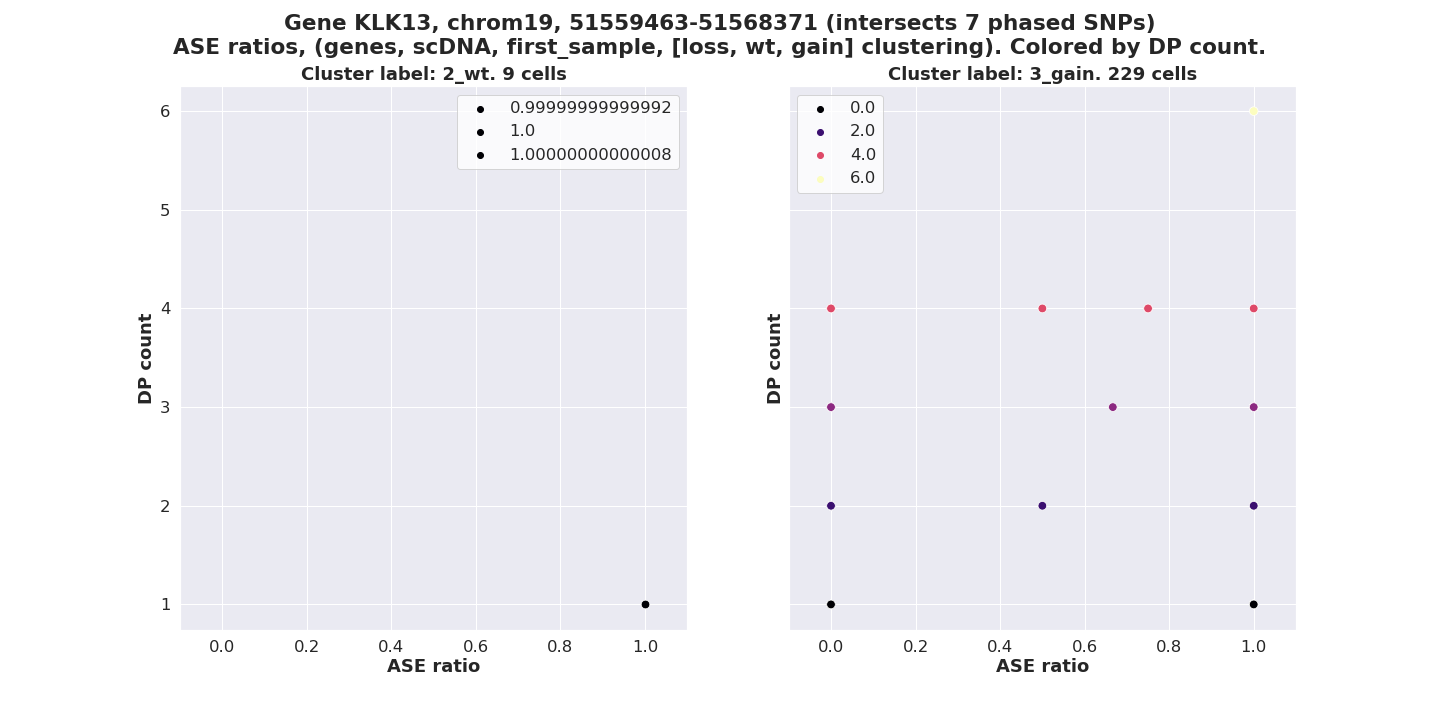 Gene KLK13, chrom19, 51559463-51568371 (intersects 7 phased SNPs)
ASE ratios, (genes, scDNA, first_sample, [loss, wt, gain] clustering). Colored by DP count.
Cluster label: 2_wt. 9 cells
0.99999999999992
1.0
1.00000000000008
6
5
4
3
2
1
DP count
0.0 0.2 0.4 0.6 0.8 1.0
ASE ratio
Cluster label: 3_gain. 229 cells
0.0
2.0
4.0
6.0
DP count
0.0 0.2 0.4 0.6 0.8 1.0
ASE ratio